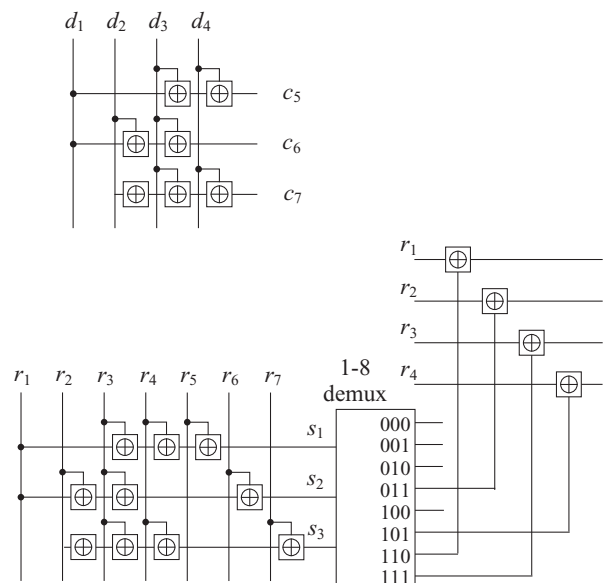 d1 d2 d3 d4
c5
c6
c7
r1
r2
r3
r4
1-8
demux
r1 r2 r3 r4 r5 r6 r7
s1
s2
s3
000
001
010
011
100
101
110
111